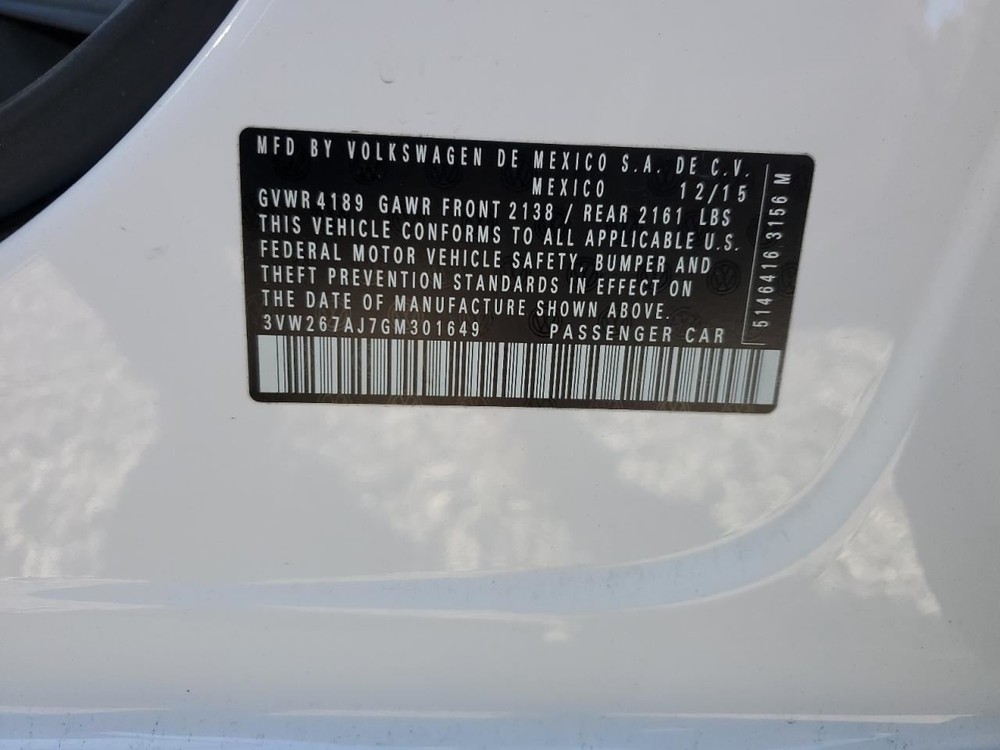 MFD BY VOLKSWAGEN DE MEXICO S.A. DE C.V.
MEXICO 12/15
GVWR 4189 GAWR FRONT 2138 / REAR 2161 LBS
THIS VEHICLE CONFORMS TO ALL APPLICABLE U.S.
FEDERAL MOTOR VEHICLE SAFETY, BUMPER AND
THEFT PREVENTION STANDARDS IN EFFECT ON
THE DATE OF MANUFACTURE SHOWN ABOVE.
3VW267AJ7GM301649 PASSENGER CAR
5146416 3156 M